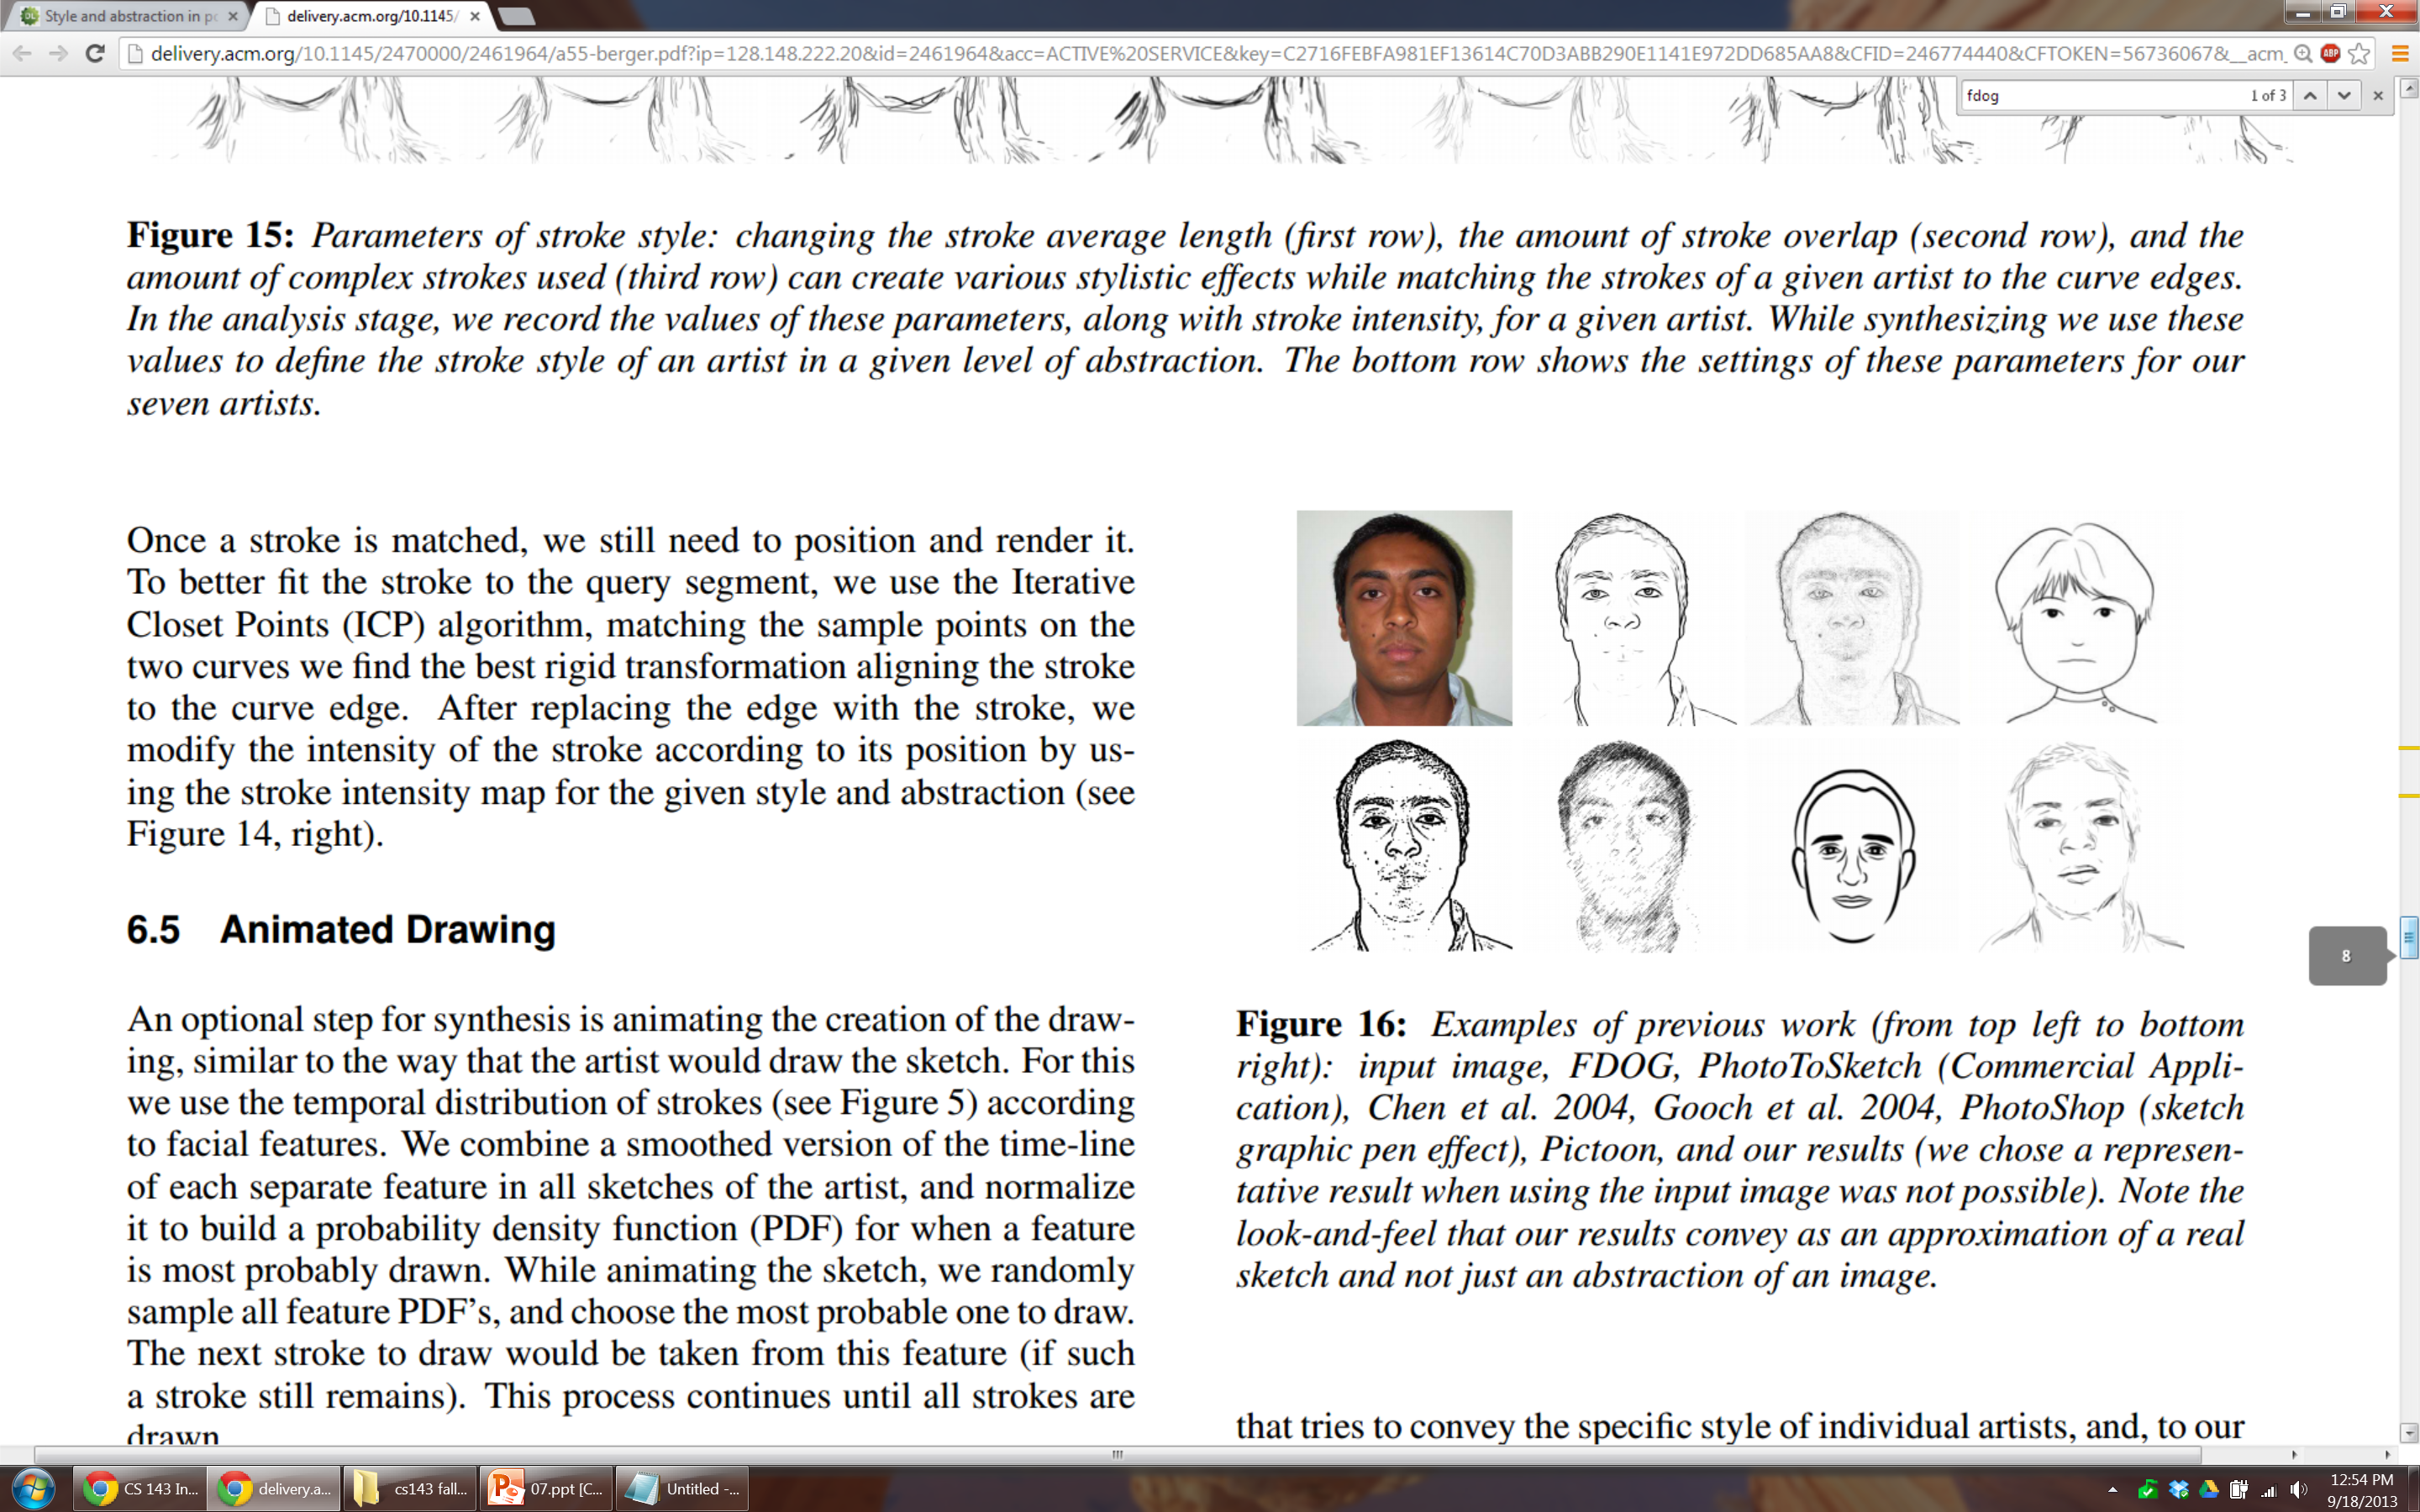 Style and abstraction in po
delivery.acm.org/10.1145/
delivery.acm.org/10.1145/2470000/2461964/a55-berger.pdf?ip=128.148.222.20&id=2461964&acc=ACTIVE%20SERVICE&key=C2716FEBFA981EF13614C70D3ABB290E1141E972DD685AA8&CFID=246774440&CFTOKEN=56736067&__acm_
ABP
fdog
1 of 3
Figure 15: Parameters of stroke style: changing the stroke average length (first row), the amount of stroke overlap (second row), and the
amount of complex strokes used (third row) can create various stylistic effects while matching the strokes of a given artist to the curve edges.
In the analysis stage, we record the values of these parameters, along with stroke intensity, for a given artist. While synthesizing we use these
values to define the stroke style of an artist in a given level of abstraction. The bottom row shows the settings of these parameters for our
seven artists.
Once a stroke is matched, we still need to position and render it.
To better fit the stroke to the query segment, we use the Iterative
Closet Points (ICP) algorithm, matching the sample points on the
two curves we find the best rigid transformation aligning the stroke
to the curve edge. After replacing the edge with the stroke, we
modify the intensity of the stroke according to its position by us-
ing the stroke intensity map for the given style and abstraction (see
Figure 14, right).
6.5 Animated Drawing
An optional step for synthesis is animating the creation of the draw-
ing, similar to the way that the artist would draw the sketch. For this
we use the temporal distribution of strokes (see Figure 5) according
to facial features. We combine a smoothed version of the time-line
of each separate feature in all sketches of the artist, and normalize
it to build a probability density function (PDF) for when a feature
is most probably drawn. While animating the sketch, we randomly
sample all feature PDF's, and choose the most probable one to draw.
The next stroke to draw would be taken from this feature (if such
a stroke still remains). This process continues until all strokes are
drawn
Figure 16: Examples of previous work (from top left to bottom
right): input image, FDOG, PhotoToSketch (Commercial Appli-
cation), Chen et al. 2004, Gooch et al. 2004, PhotoShop (sketch
graphic pen effect), Pictoon, and our results (we chose a represen-
tative result when using the input image was not possible). Note the
look-and-feel that our results convey as an approximation of a real
sketch and not just an abstraction of an image.
that tries to convey the specific style of individual artists, and, to our
8
CS 143 In...
delivery.a...
cs143 fall...
07.ppt [C...
Untitled -...
12:54 PM
9/18/2013